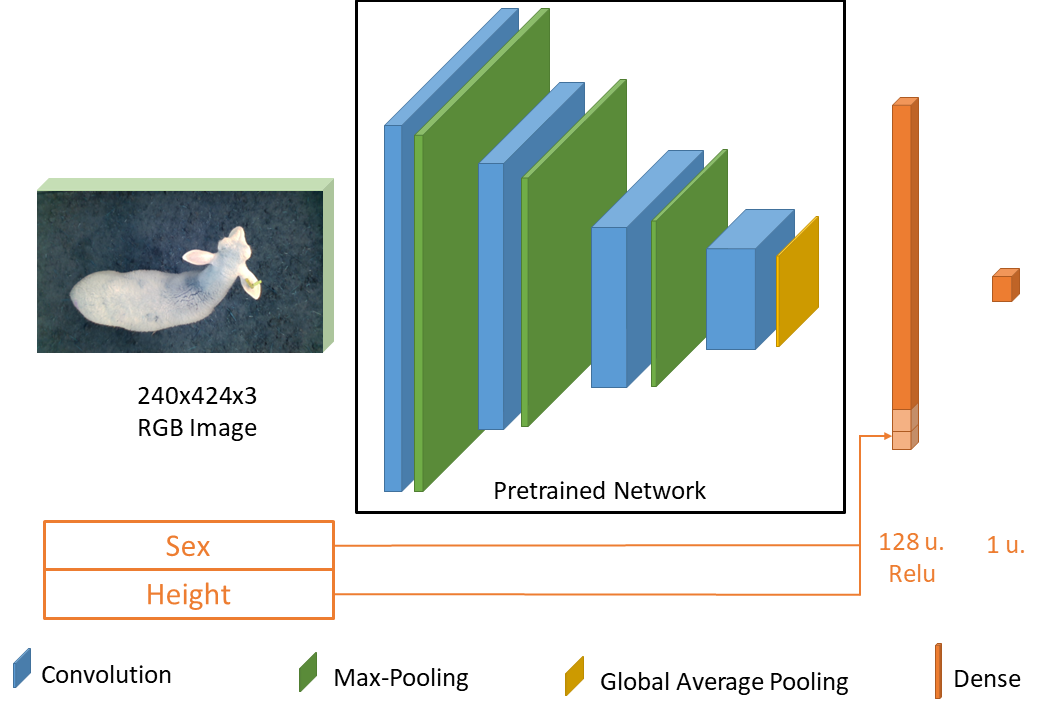 240x424x3
RGB Image
Pretrained Network
Sex
Height
128 u.
Relu
1 u.
Convolution
Max-Pooling
Global Average Pooling
Dense